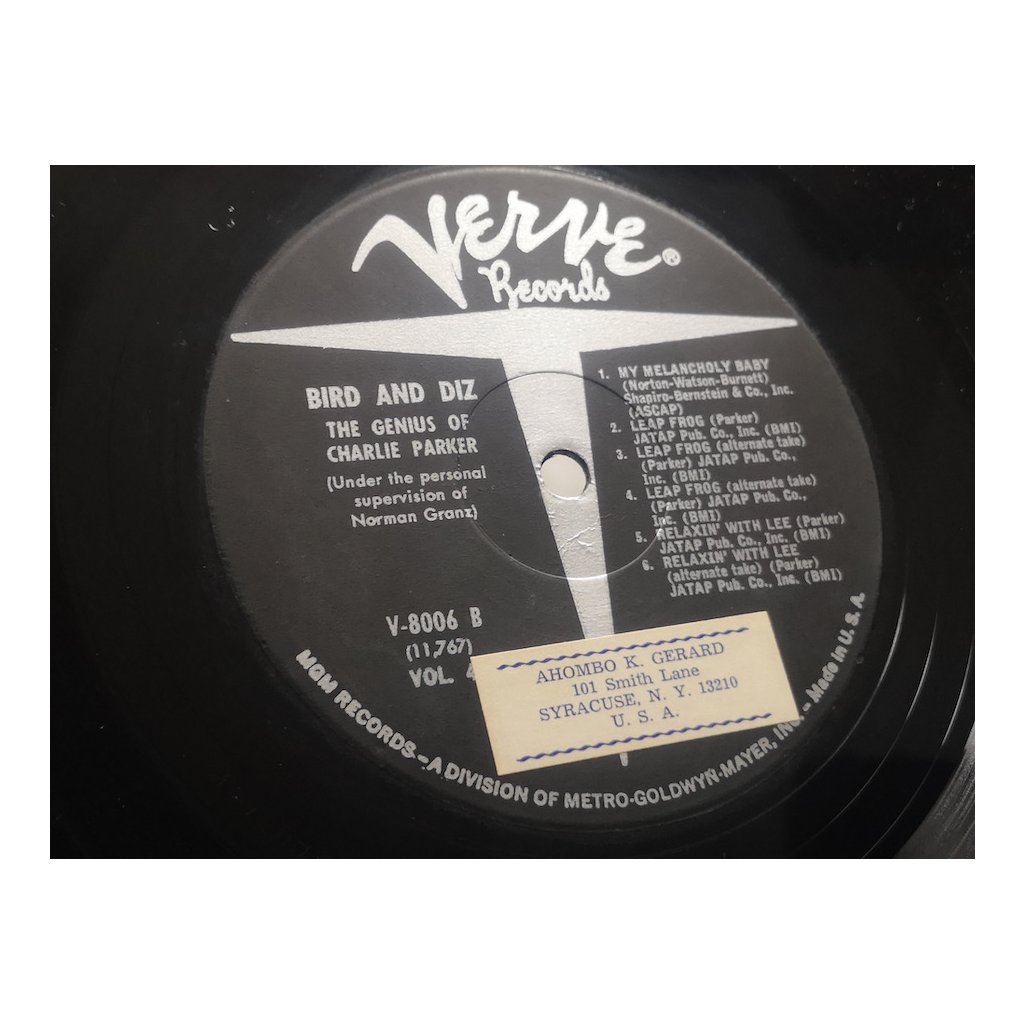 VERVE®
Records
BIRD AND DIZ
THE GENIUS OF
CHARLIE PARKER
(Under the personal
supervision of
Norman Granz)
1. MY MELANCHOLY BABY
(Norton-Watson-Burnett)
Shapiro-Bernstein & Co., Inc.
(ASCAP)
2. LEAP FROG (Parker)
JATAP Pub. Co., Inc. (BMI)
3. LEAP FROG (alternate take)
(Parker) JATAP Pub. Co.,
Inc. (BMI)
4. LEAP FROG (alternate take)
(Parker) JATAP Pub. Co.,
Inc. (BMI)
5. RELAXIN' WITH LEE (Parker)
JATAP Pub. Co., Inc. (BMI)
6. RELAXIN' WITH LEE
(alternate take) (Parker)
JATAP Pub. Co., Inc. (BMI)
V-8006 B
(11,767)
VOL. 4
AHOMBO K. GERARD
101 Smith Lane
SYRACUSE, N. Y. 13210
U. S. A.
MGM RECORDS–A DIVISION OF METRO-GOLDWYN-MAYER, INC.–Made in U.S.A.